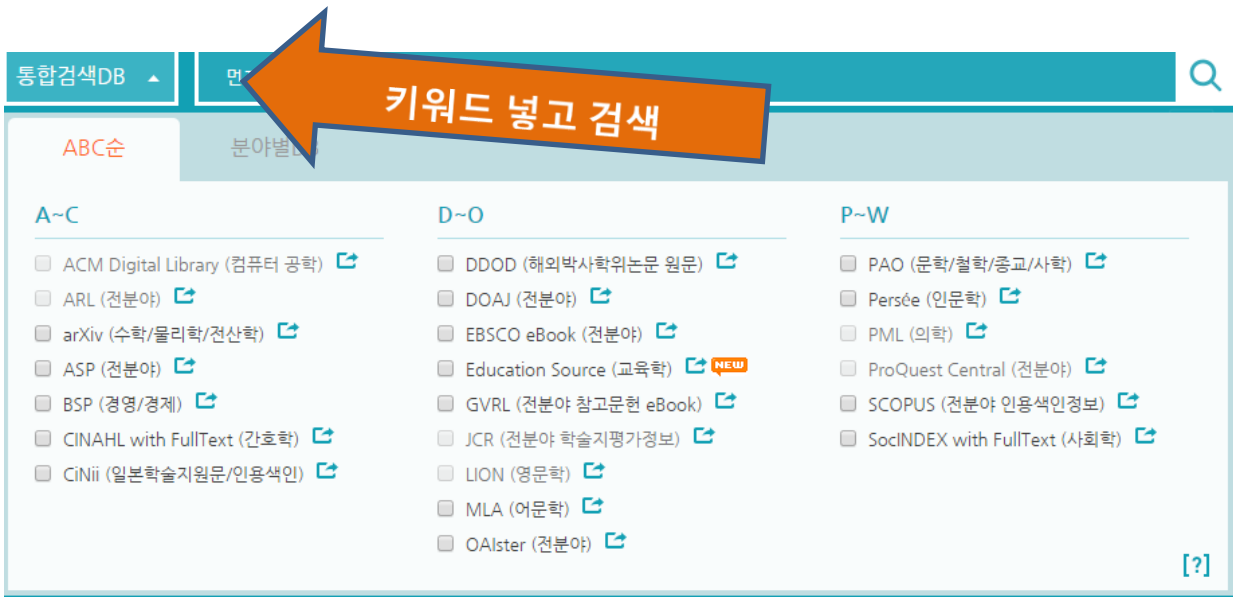 통합검색DB
키워드 넣고 검색
ABC순
A~C
ACM Digital Library (컴퓨터 공학)
ARL (전분야)
arXiv (수학/물리학/전산학)
ASP (전분야)
BSP (경영/경제)
CINAHL with FullText (간호학)
CiNii (일본학술지원문/인용색인)
D~O
DDOD (해외박사학위논문 원문)
DOAJ (전분야)
EBSCO eBook (전분야)
Education Source (교육학) NEW
GVRL (전분야 참고문헌 eBook)
JCR (전분야 학술지평가정보)
LION (영문학)
MLA (어문학)
OAIster (전분야)
P~W
PAO (문학/철학/종교/사학)
Persée (인문학)
PML (의학)
ProQuest Central (전분야)
SCOPUS (전분야 인용색인정보)
SocINDEX with FullText (사회학)
[?]